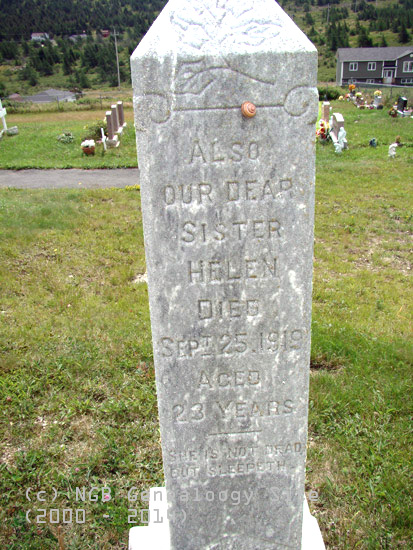 ALSO
OUR DEAR
SISTER
HELEN
DIED
SEPT. 25. 1919
AGED
23 YEARS
SHE IS NOT DEAD
BUT SLEEPETH.
(c) NGB Genealogy Site
(2000 -